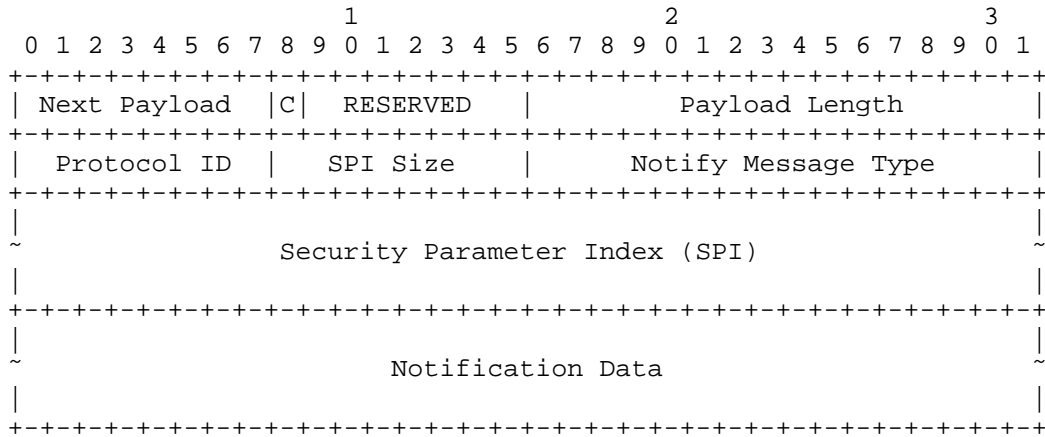 1                   2                   3
 0 1 2 3 4 5 6 7 8 9 0 1 2 3 4 5 6 7 8 9 0 1 2 3 4 5 6 7 8 9 0 1
+-+-+-+-+-+-+-+-+-+-+-+-+-+-+-+-+-+-+-+-+-+-+-+-+-+-+-+-+-+-+-+-+
| Next Payload  |C|  RESERVED   |         Payload Length        |
+-+-+-+-+-+-+-+-+-+-+-+-+-+-+-+-+-+-+-+-+-+-+-+-+-+-+-+-+-+-+-+-+
|  Protocol ID  |   SPI Size    |      Notify Message Type      |
+-+-+-+-+-+-+-+-+-+-+-+-+-+-+-+-+-+-+-+-+-+-+-+-+-+-+-+-+-+-+-+-+
|                                                               |
~                Security Parameter Index (SPI)                 ~
|                                                               |
+-+-+-+-+-+-+-+-+-+-+-+-+-+-+-+-+-+-+-+-+-+-+-+-+-+-+-+-+-+-+-+-+
|                                                               |
~                       Notification Data                       ~
|                                                               |
+-+-+-+-+-+-+-+-+-+-+-+-+-+-+-+-+-+-+-+-+-+-+-+-+-+-+-+-+-+-+-+-+